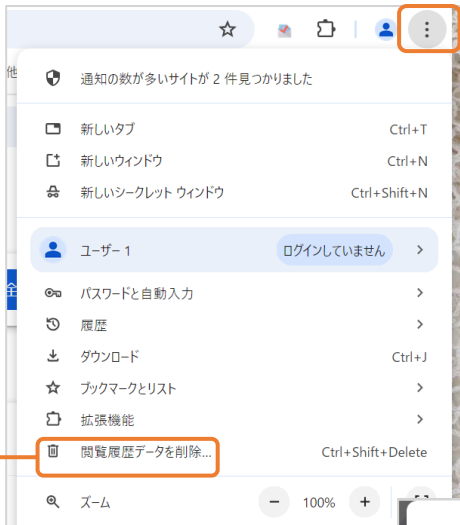 他
通知の数が多いサイトが 2 件見つかりました
新しいタブ Ctrl+T
新しいウィンドウ Ctrl+N
新しいシークレット ウィンドウ Ctrl+Shift+N
ユーザー 1 ログインしていません
全
パスワードと自動入力
履歴
ダウンロード Ctrl+J
ブックマークとリスト
拡張機能
閲覧履歴データを削除... Ctrl+Shift+Delete
ズーム − 100% +